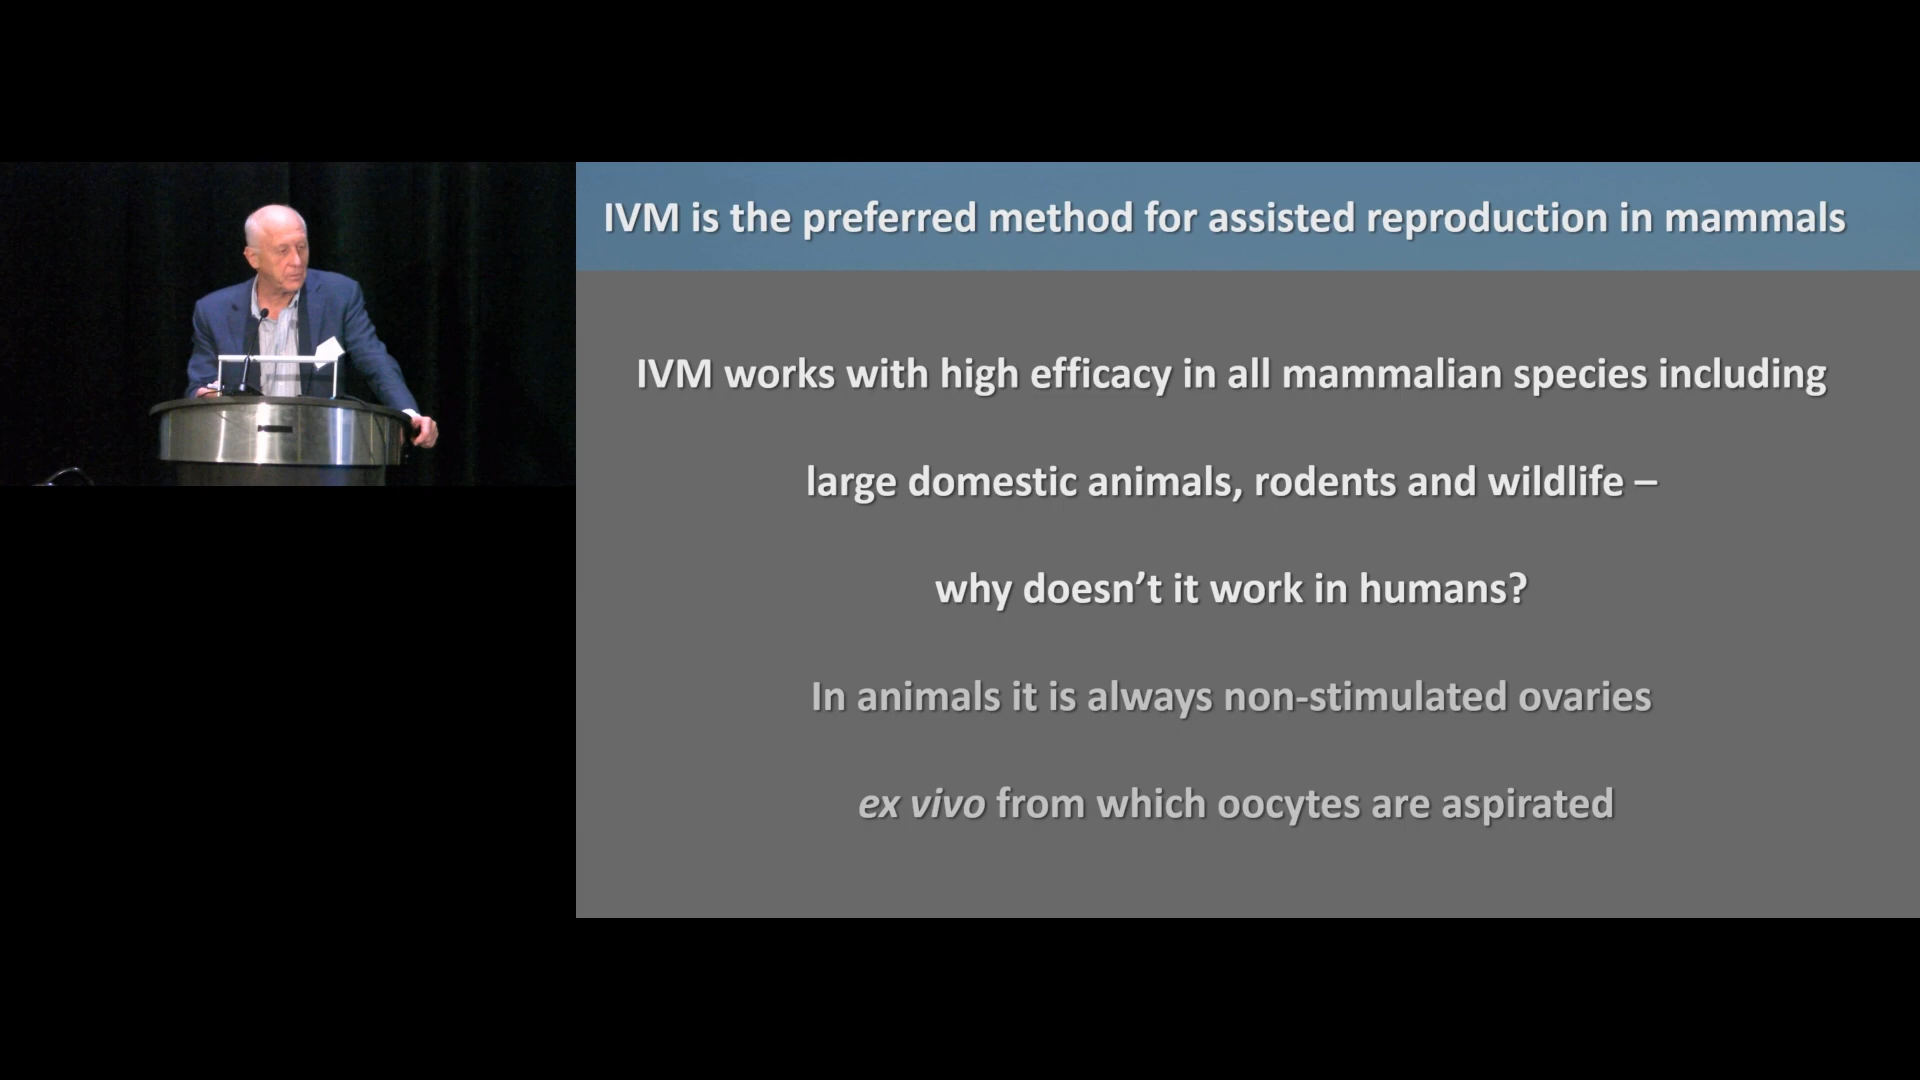 IVM is the preferred method for assisted reproduction in mammals
IVM works with high efficacy in all mammalian species including
large domestic animals, rodents and wildlife –
why doesn’t it work in humans?
In animals it is always non-stimulated ovaries
ex vivo from which oocytes are aspirated